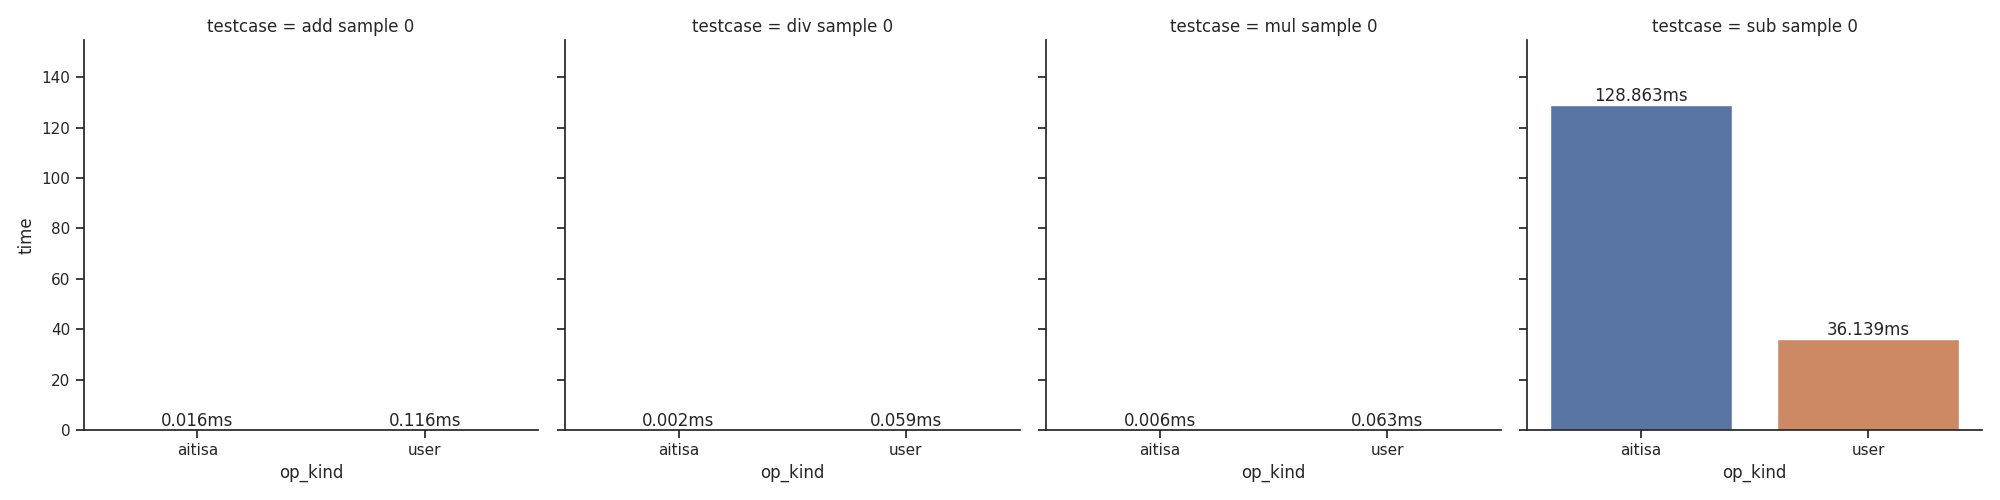 testcase = add sample 0
testcase = div sample 0
testcase = mul sample 0
testcase = sub sample 0
time
140
120
100
80
60
40
20
0
0.016ms
0.116ms
0.002ms
0.059ms
0.006ms
0.063ms
128.863ms
36.139ms
aitisa
user
aitisa
user
aitisa
user
aitisa
user
op_kind
op_kind
op_kind
op_kind